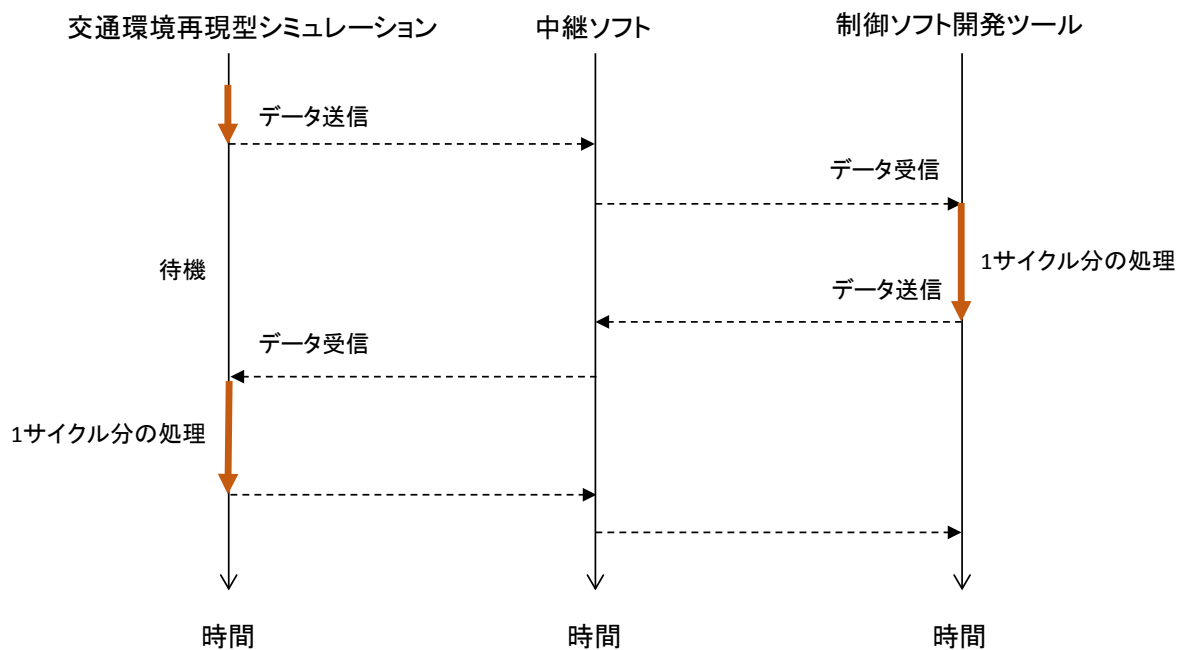 交通環境再現型シミュレーション
中継ソフト
制御ソフト開発ツール
データ送信
データ受信
待機
1サイクル分の処理
データ送信
データ受信
1サイクル分の処理
時間
時間
時間